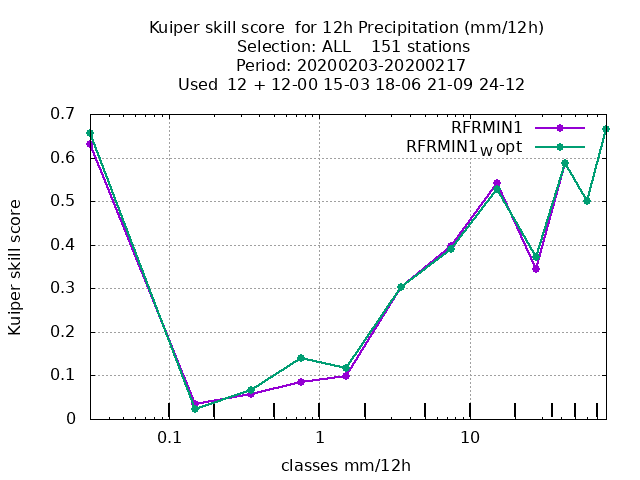 Kuiper skill score  for 12h Precipitation (mm/12h)
Selection: ALL    151 stations
Period: 20200203-20200217
Used  12 + 12-00 15-03 18-06 21-09 24-12
RFRMIN1
RFRMIN1W opt
0.7
0.6
0.5
0.4
0.3
0.2
0.1
0
Kuiper skill score
0.1 1 10
classes mm/12h